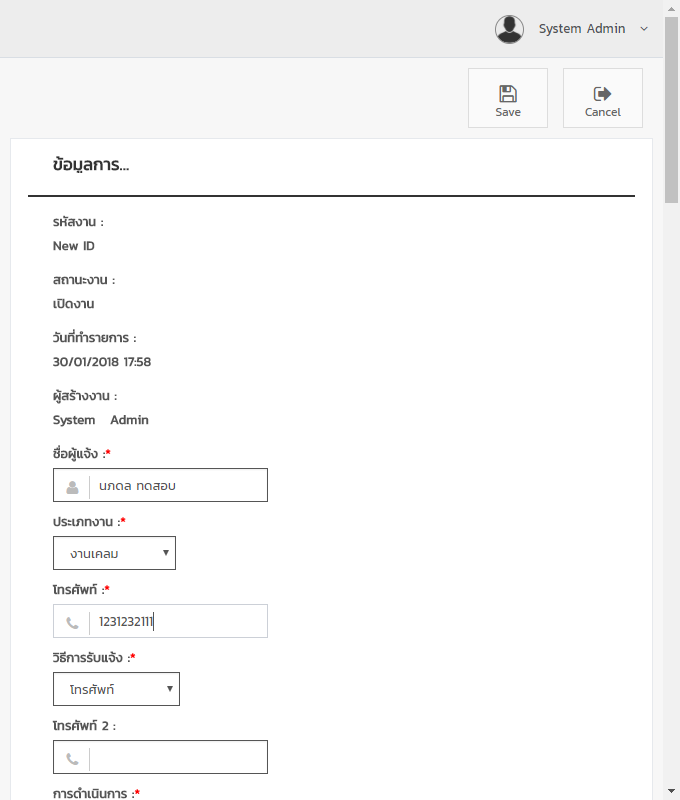 System Admin
Save
Cancel
ข้อมูลการ...
รหัสงาน :
New ID
สถานะงาน :
เปิดงาน
วันที่ทำรายการ :
30/01/2018 17:58
ผู้สร้างงาน :
System Admin
ชื่อผู้แจ้ง :*
นภดล ทดสอบ
ประเภทงาน :*
งานเคลม
โทรศัพท์ :*
1231232111
วิธีการรับแจ้ง :*
โทรศัพท์
โทรศัพท์ 2 :
การดำเนินการ :*